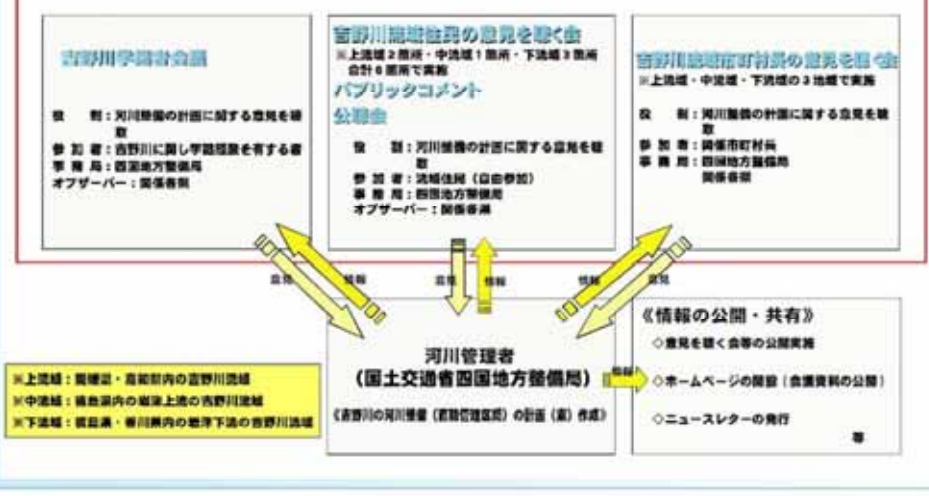 吉野川学識者会議
役　割：河川整備の計画に関する意見を聴
取
参 加 者：吉野川に関し学識経験を有する者
事 務 局：四国地方整備局
オブザーバー：関係各県
吉野川流域住民の意見を聴く会
※上流域2箇所・中流域1箇所・下流域3箇所
合計6箇所で実施
パブリックコメント
公聴会
役　割：河川整備の計画に関する意見を聴
取
参 加 者：流域住民（自由参加）
事 務 局：四国地方整備局
オブザーバー：関係各県
吉野川流域市町村長の意見を聴く会
※上流域・中流域・下流域の3地域で実施
役　割：河川整備の計画に関する意見を聴
取
参 加 者：関係市町村長
事 務 局：四国地方整備局
関係各県
意見
情報
意見
情報
情報
意見
河川管理者
（国土交通省四国地方整備局）
《吉野川の河川整備（直轄管理区間）の計画（案）作成》
情報
《情報の公開・共有》
◇意見を聴く会等の公開実施
◇ホームページの開設（会議資料の公開）
◇ニュースレターの発行
等
※上流域：愛媛県・高知県内の吉野川流域
※中流域：徳島県内の岩津上流の吉野川流域
※下流域：徳島県・香川県内の岩津下流の吉野川流域